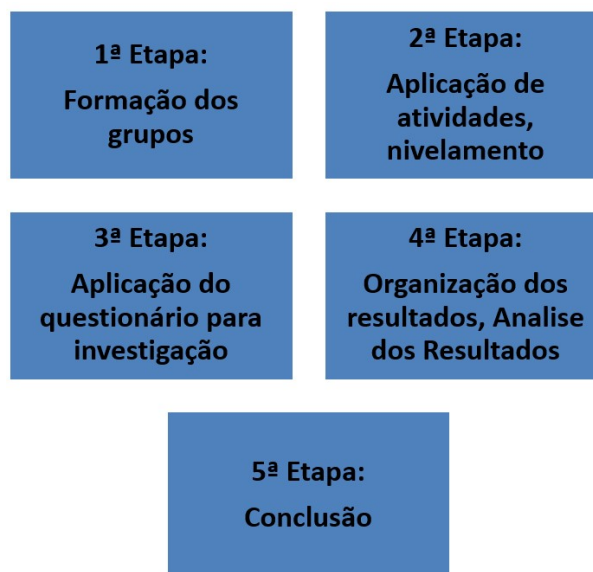 1ª Etapa:
Formação dos
grupos
2ª Etapa:
Aplicação de
atividades,
nivelamento
3ª Etapa:
Aplicação do
questionário para
investigação
4ª Etapa:
Organização dos
resultados, Analise
dos Resultados
5ª Etapa:
Conclusão